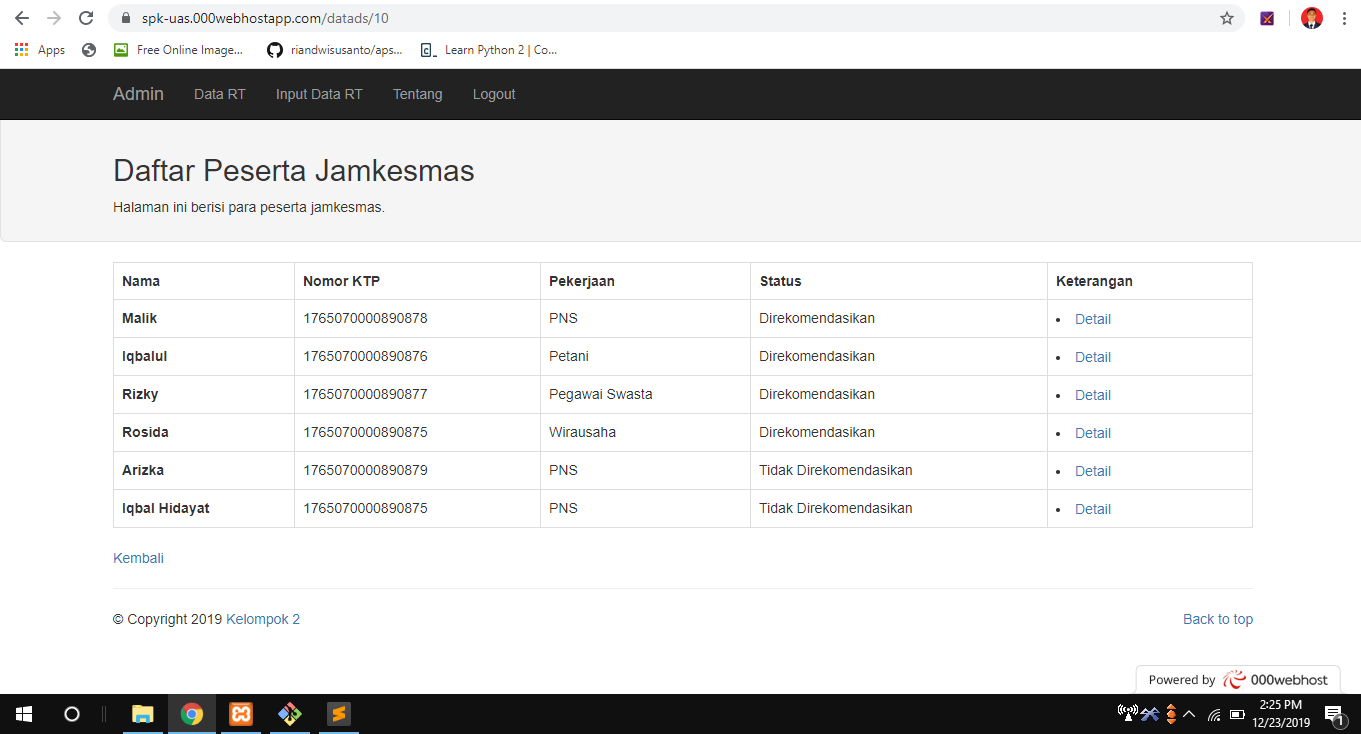 spk-uas.000webhostapp.com/datads/10
Apps Free Online Image... riandwisusanto/aps... Learn Python 2 | Co...
Admin Data RT Input Data RT Tentang Logout
Daftar Peserta Jamkesmas
Halaman ini berisi para peserta jamkesmas.
Nama Nomor KTP Pekerjaan Status Keterangan
Malik 1765070000890878 PNS Direkomendasikan • Detail
Iqbalul 1765070000890876 Petani Direkomendasikan • Detail
Rizky 1765070000890877 Pegawai Swasta Direkomendasikan • Detail
Rosida 1765070000890875 Wirausaha Direkomendasikan • Detail
Arizka 1765070000890879 PNS Tidak Direkomendasikan • Detail
Iqbal Hidayat 1765070000890875 PNS Tidak Direkomendasikan • Detail
Kembali
© Copyright 2019 Kelompok 2 Back to top
Powered by 000webhost
2:25 PM
12/23/2019
1